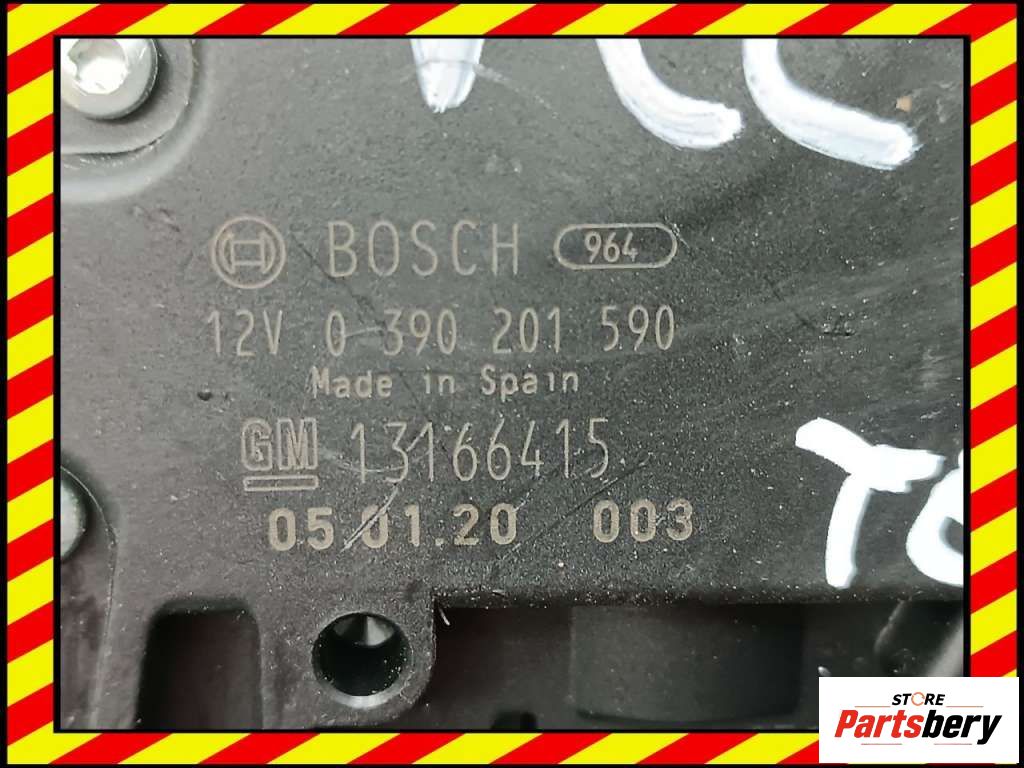 BOSCH 964
12V 0 390 201 590
Made in Spain
GM 13166415
05.01.20 003
STORE
Partsbery